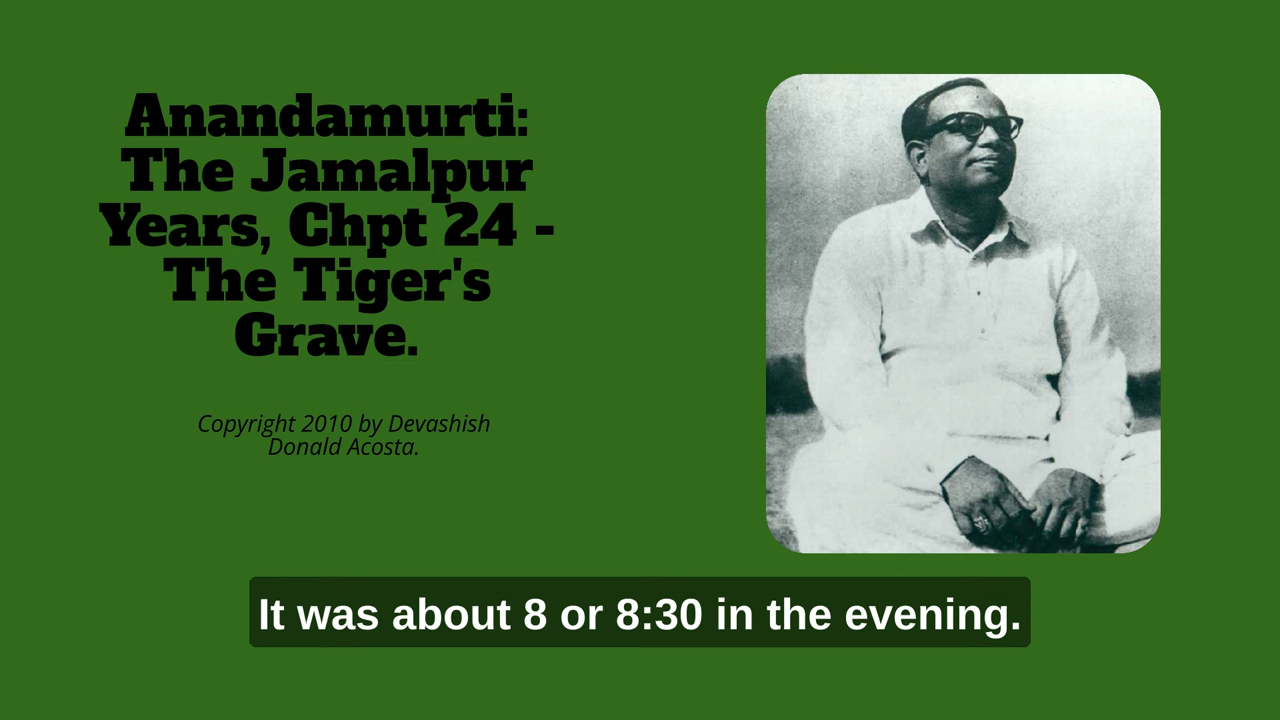 Anandamurti:
The Jamalpur
Years, Chpt 24 -
The Tiger's
Grave.
Copyright 2010 by Devashish
Donald Acosta.
It was about 8 or 8:30 in the evening.